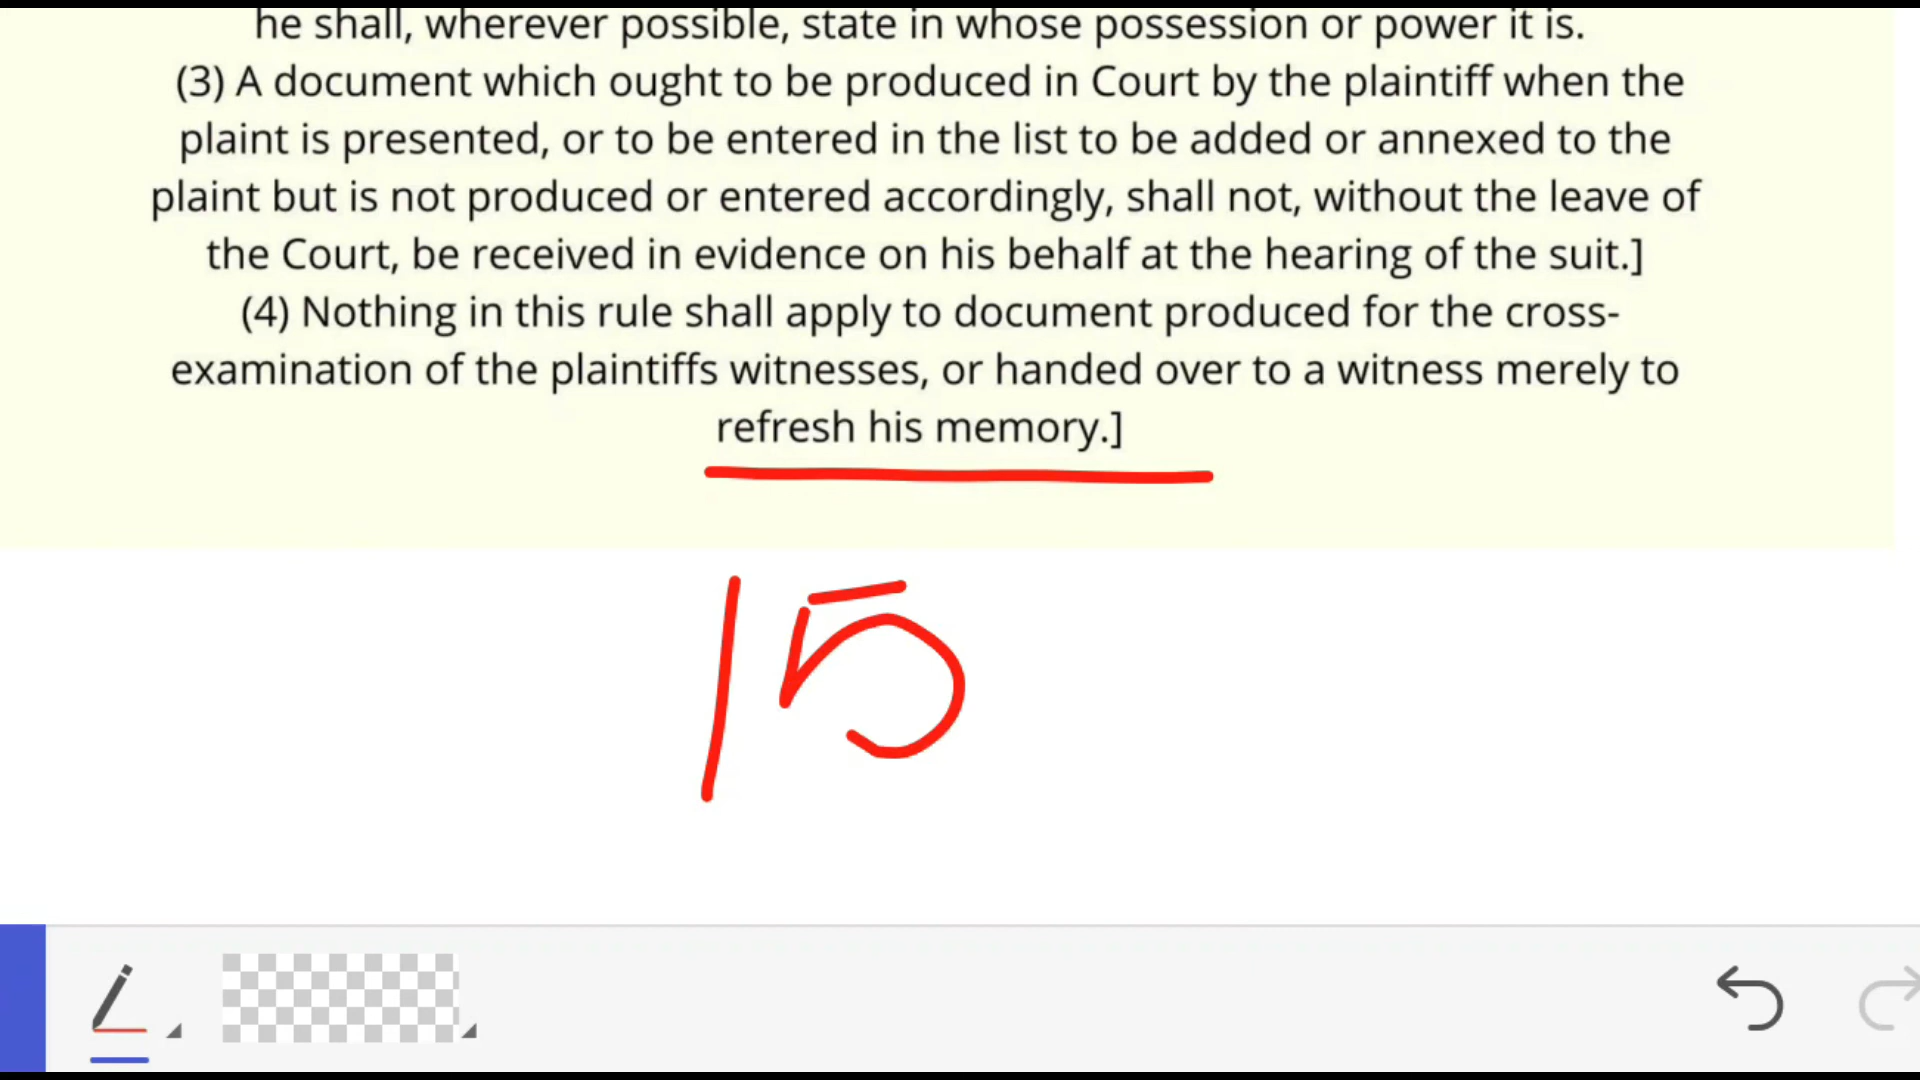 he shall, wherever possible, state in whose possession or power it is.
(3) A document which ought to be produced in Court by the plaintiff when the
plaint is presented, or to be entered in the list to be added or annexed to the
plaint but is not produced or entered accordingly, shall not, without the leave of
the Court, be received in evidence on his behalf at the hearing of the suit.]
(4) Nothing in this rule shall apply to document produced for the cross-
examination of the plaintiffs witnesses, or handed over to a witness merely to
refresh his memory.]
15